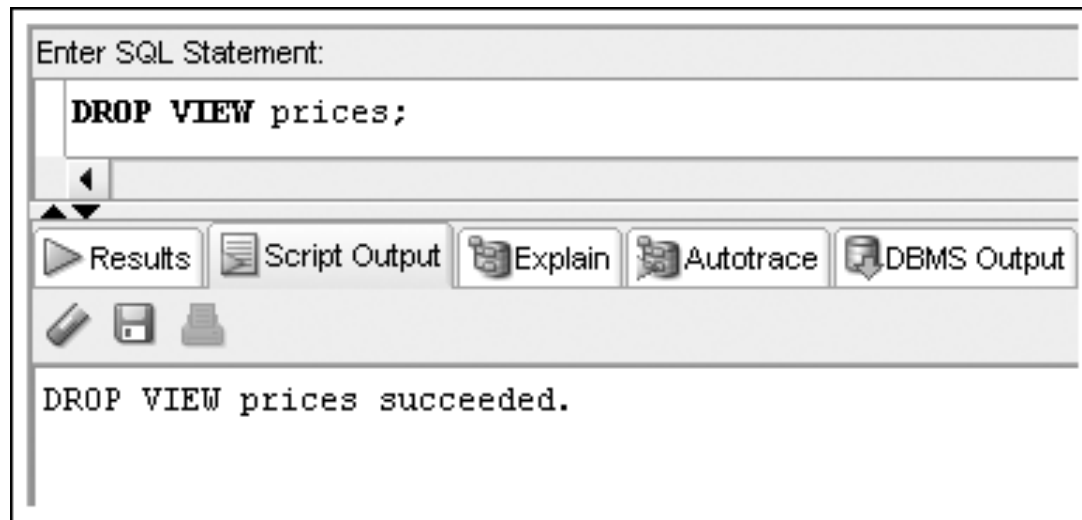 Enter SQL Statement:
DROP VIEW prices;
Results Script Output Explain Autotrace DBMS Output
DROP VIEW prices succeeded.